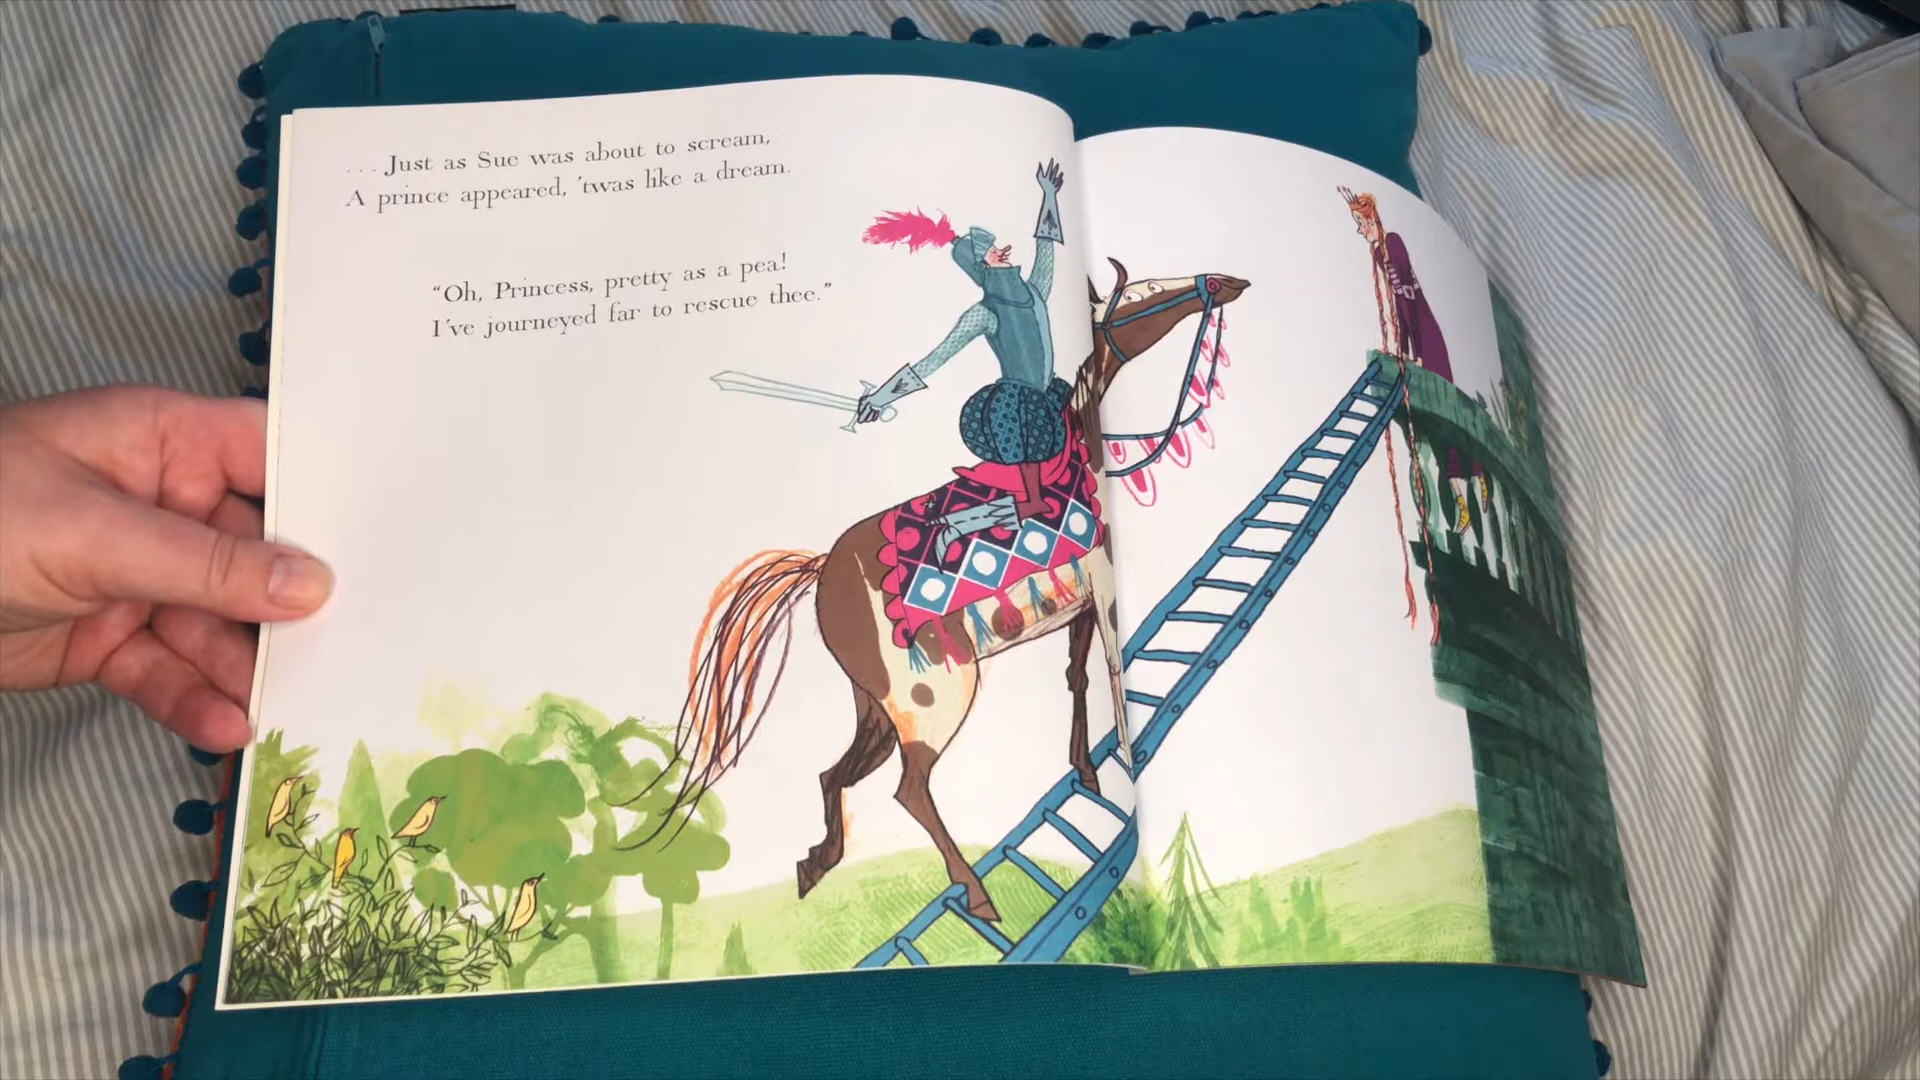 . . . Just as Sue was about to scream,
A prince appeared, 'twas like a dream.
“Oh, Princess, pretty as a pea!
I've journeyed far to rescue thee.”